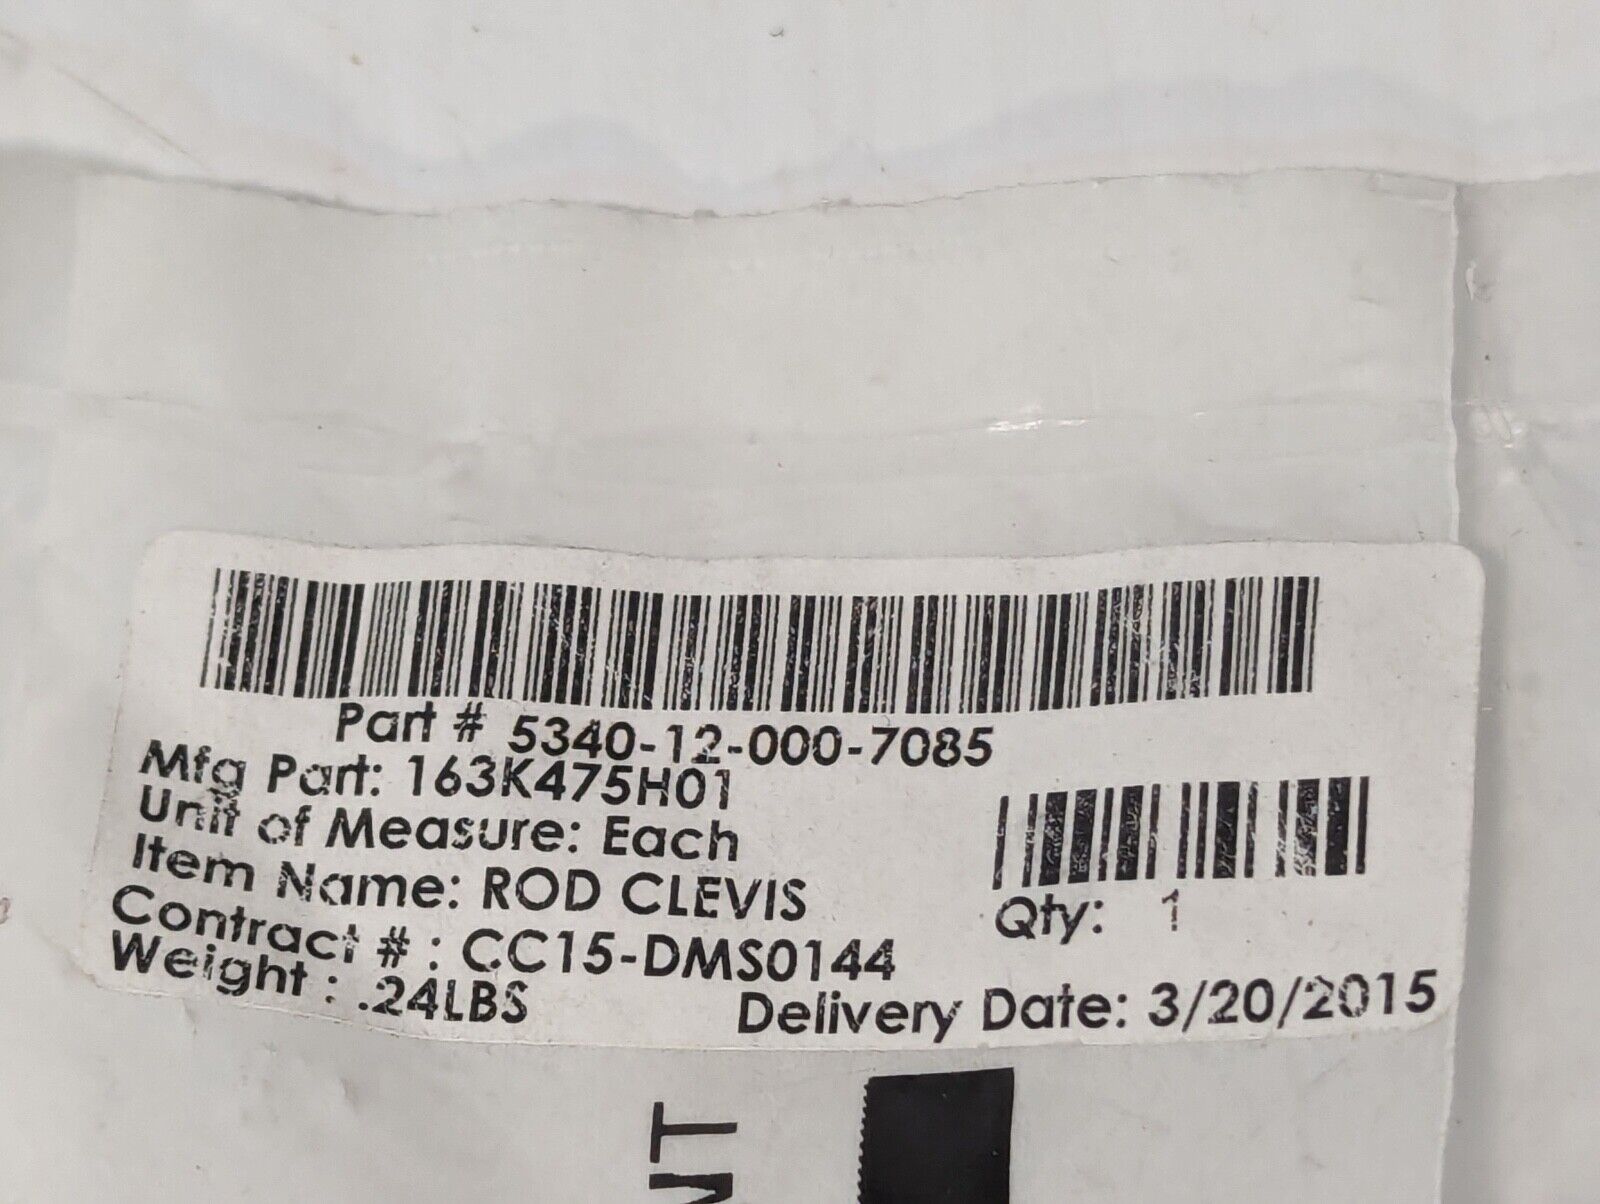 Part # 5340-12-000-7085
Mfg Part: 163K475H01
Unit of Measure: Each
Item Name: ROD CLEVIS
Qty: 1
Contract # : CC15-DMS0144
Weight : .24LBS
Delivery Date: 3/20/2015
NT